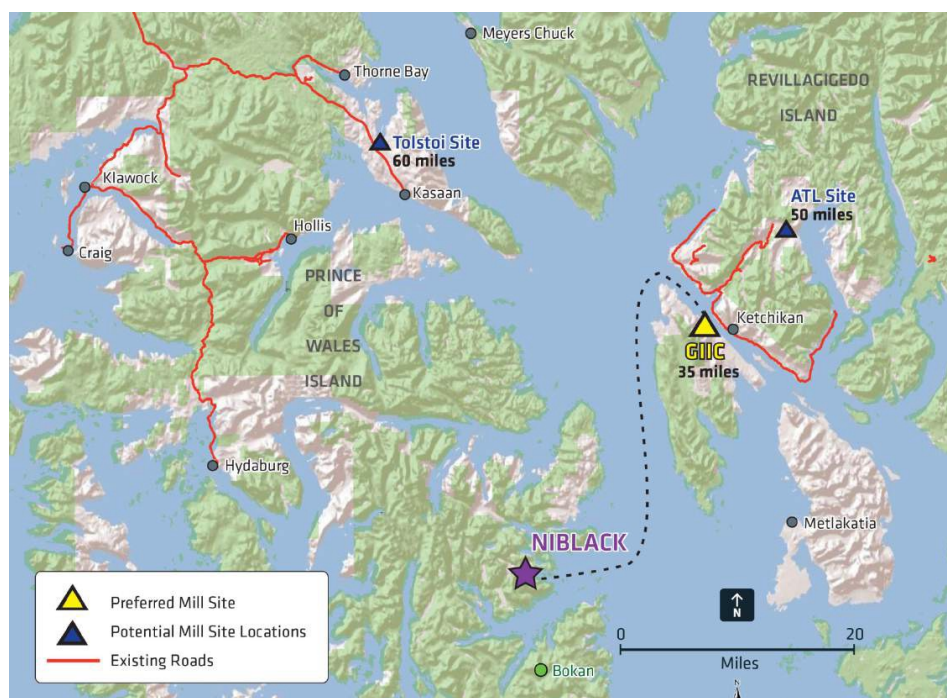 Meyers Chuck
Thorne Bay
REVILLAGIGEDO
ISLAND
Tolstoi Site
60 miles
Klawock
Kasaan
ATL Site
50 miles
Hollis
Craig
PRINCE
OF
WALES
ISLAND
Ketchikan
GIIC
35 miles
Hydaburg
Metlakatia
NIBLACK
Preferred Mill Site
Potential Mill Site Locations
Existing Roads
N
0 20
Miles
Bokan
N